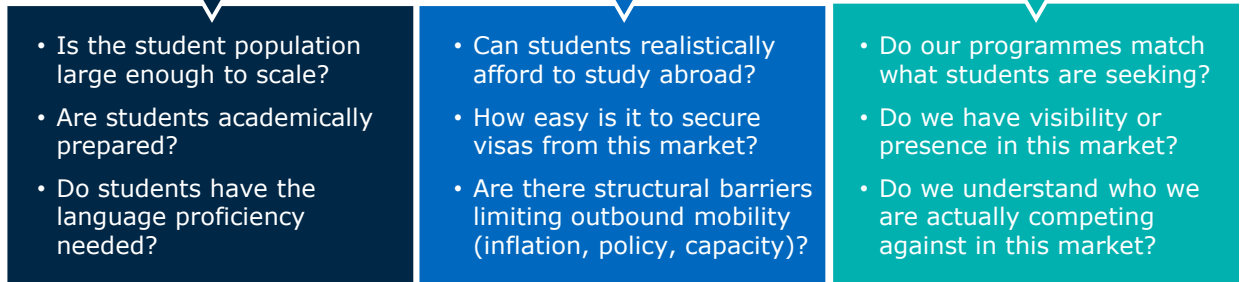 • Is the student population
large enough to scale?
• Are students academically
prepared?
• Do students have the
language proficiency
needed?
• Can students realistically
afford to study abroad?
• How easy is it to secure
visas from this market?
• Are there structural barriers
limiting outbound mobility
(inflation, policy, capacity)?
• Do our programmes match
what students are seeking?
• Do we have visibility or
presence in this market?
• Do we understand who we
are actually competing
against in this market?